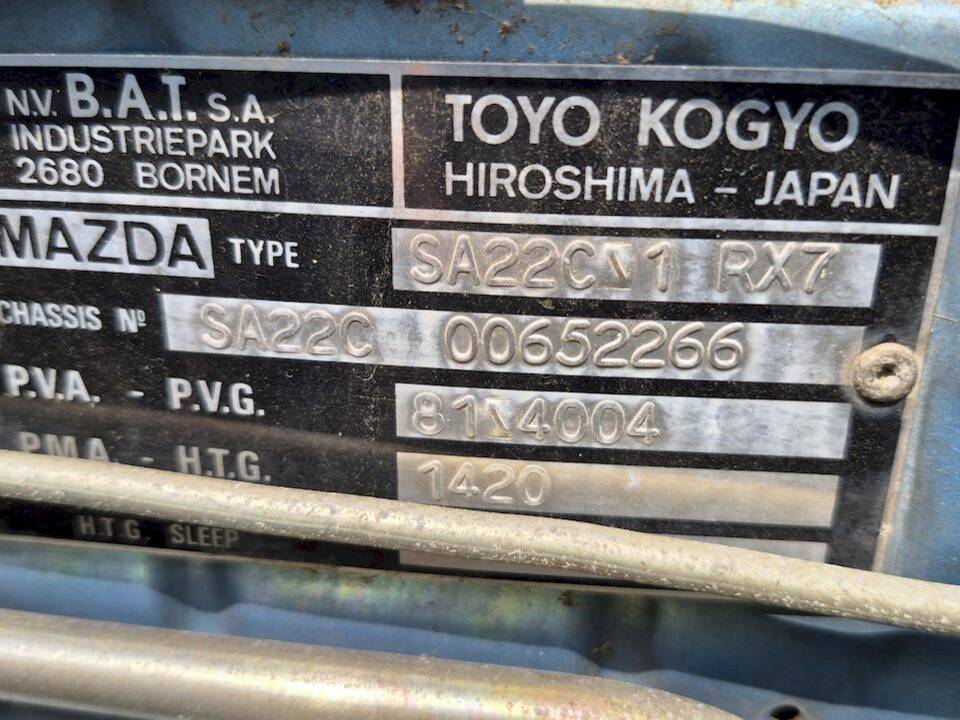 N.V. B.A.T. S.A.
INDUSTRIEPARK
2680 BORNEM
TOYO KOGYO
HIROSHIMA - JAPAN
MAZDA TYPE SA22C\1 RX7
CHASSIS Nº SA22C 00652266
P.V.A. - P.V.G. 81\4004
P.M.A. - H.T.G. 1420
H.T.G. SLEEP